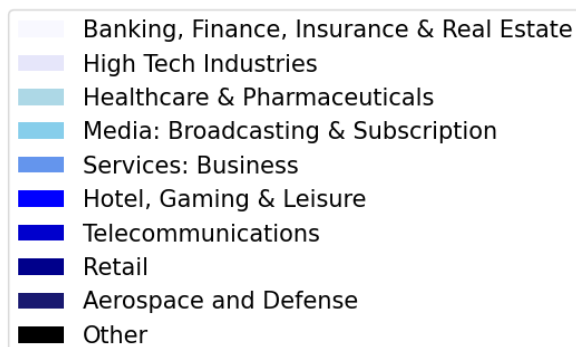 Banking, Finance, Insurance & Real Estate
High Tech Industries
Healthcare & Pharmaceuticals
Media: Broadcasting & Subscription
Services: Business
Hotel, Gaming & Leisure
Telecommunications
Retail
Aerospace and Defense
Other